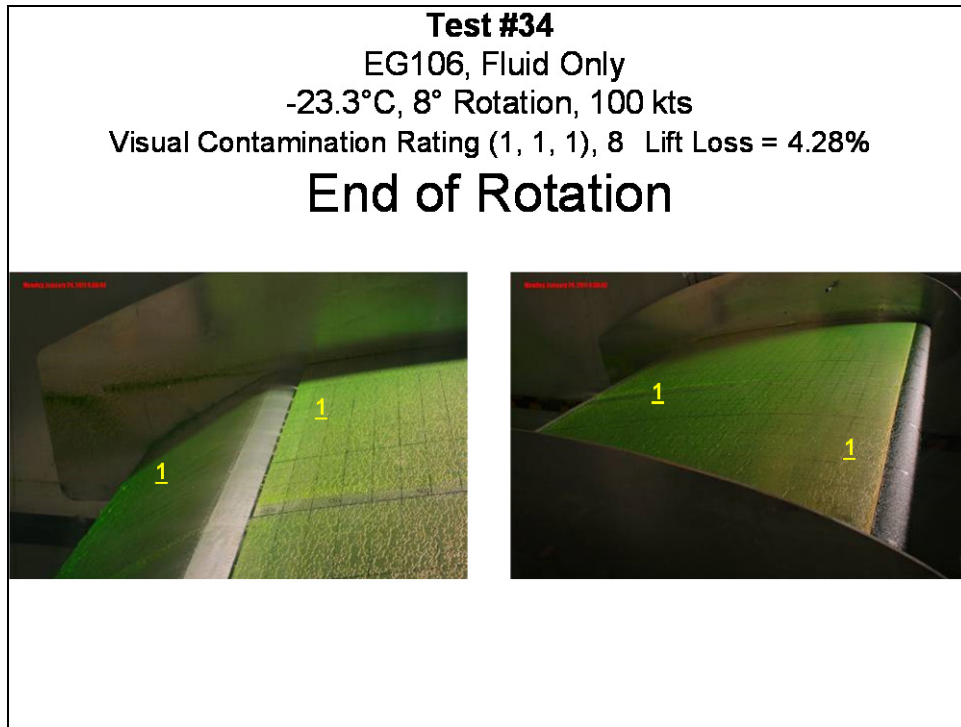 Test #34
EG106, Fluid Only
-23.3°C, 8° Rotation, 100 kts
Visual Contamination Rating (1, 1, 1), 8 Lift Loss = 4.28%
End of Rotation
1
1
1
1